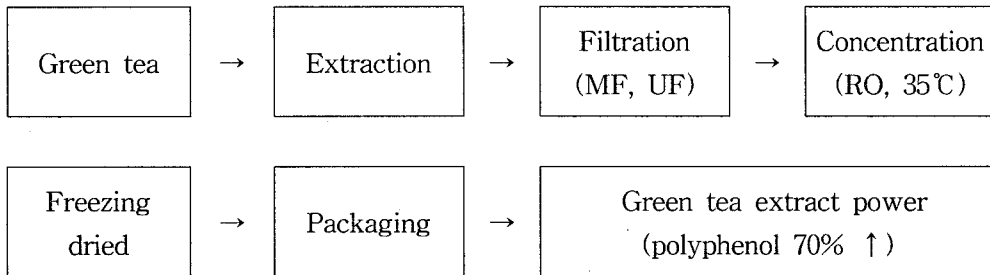 Green tea → Extraction → Filtration (MF, UF) → Concentration (RO, 35℃)
Freezing dried → Packaging → Green tea extract power (polyphenol 70% ↑)